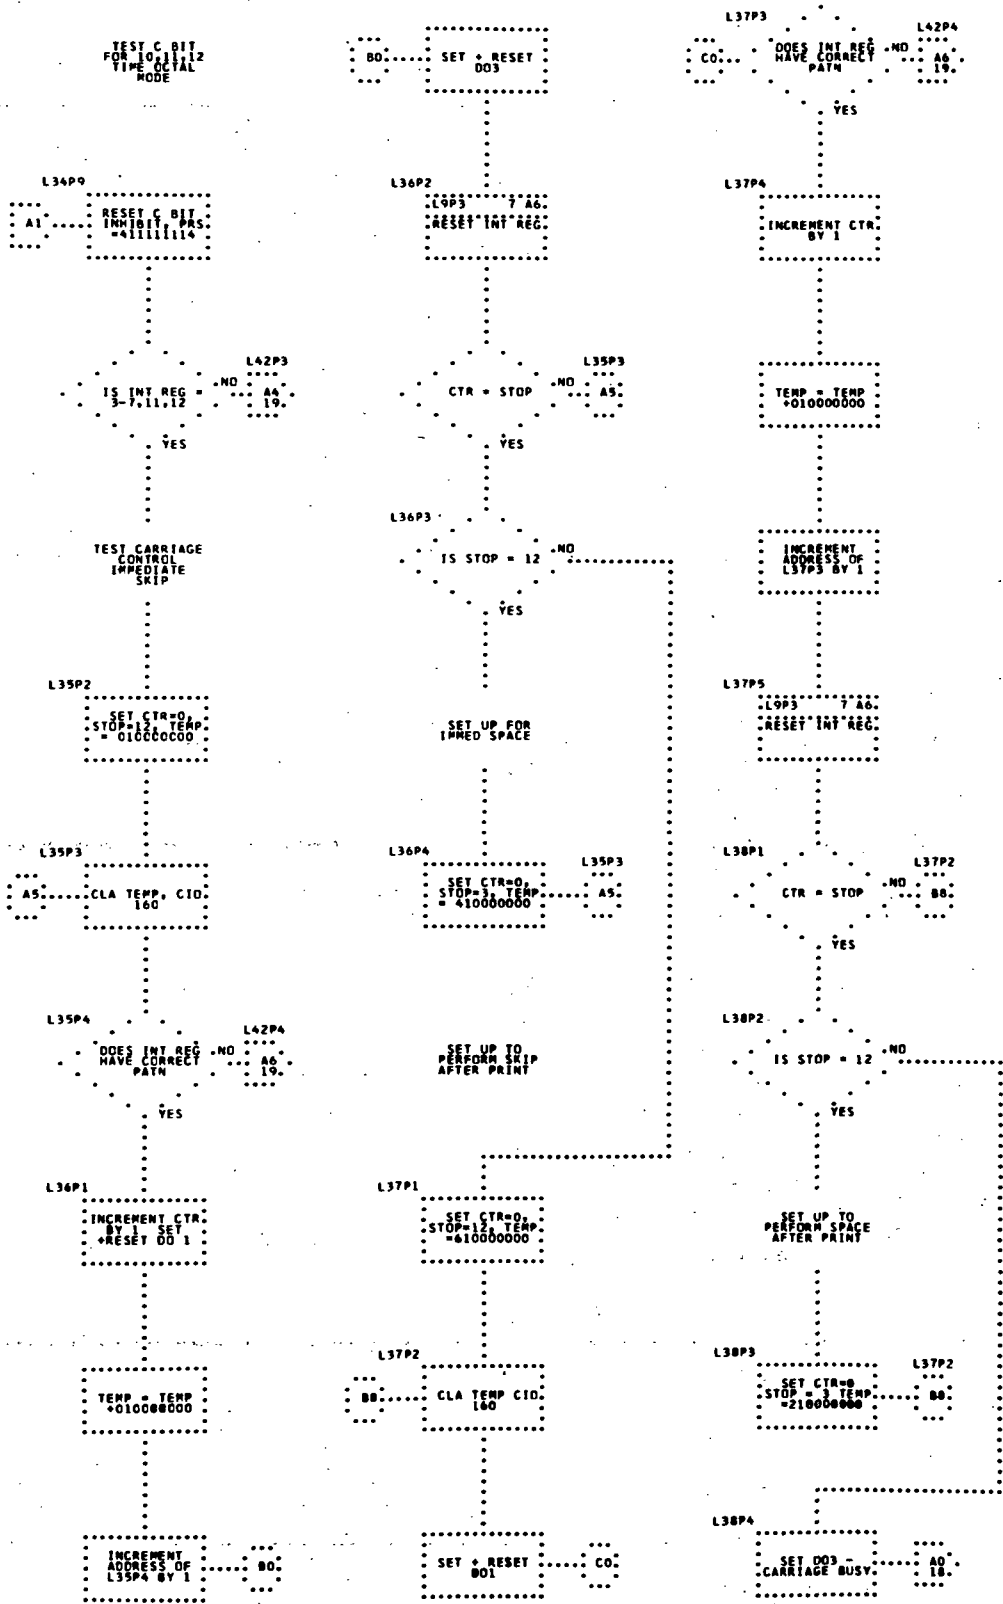 TEST C BIT
FOR 10,11,12
TIME OCTAL
MODE
L34P9
A1
RESET C BIT
INHIBIT, PRS
=411111114
IS INT REG =
3-7,11,12
NO
L42P3
A4
19
YES
TEST CARRIAGE
CONTROL
IMMEDIATE
SKIP
L35P2
SET CTR=0,
STOP=12, TEMP
= 010000000
L35P3
A5
CLA TEMP, CIO
160
L35P4
DOES INT REG
HAVE CORRECT
PATN
NO
L42P4
A6
19
YES
L36P1
INCREMENT CTR
BY 1 SET
+RESET DO 1
TEMP = TEMP
+010000000
INCREMENT
ADDRESS OF
L35P4 BY 1
B0
B0
SET + RESET
DO3
L36P2
L9P3 7 A6
RESET INT REG
CTR = STOP
NO
L35P3
A5
YES
L36P3
IS STOP = 12
NO
YES
SET UP FOR
IMMED SPACE
L36P4
SET CTR=0,
STOP=3, TEMP
= 410000000
L35P3
A5
SET UP TO
PERFORM SKIP
AFTER PRINT
L37P1
SET CTR=0,
STOP=12, TEMP
=610000000
L37P2
B8
CLA TEMP CIO
160
SET + RESET
DO1
C0
L37P3
C0
DOES INT REG
HAVE CORRECT
PATN
NO
L42P4
A6
19
YES
L37P4
INCREMENT CTR
BY 1
TEMP = TEMP
+010000000
INCREMENT
ADDRESS OF
L37P3 BY 1
L37P5
L9P3 7 A6
RESET INT REG
L38P1
CTR = STOP
NO
L37P2
B8
YES
L38P2
IS STOP = 12
NO
YES
SET UP TO
PERFORM SPACE
AFTER PRINT
L38P3
SET CTR=0
STOP = 3 TEMP
=210000000
L37P2
B8
L38P4
SET DO3 -
CARRIAGE BUSY
A0
18